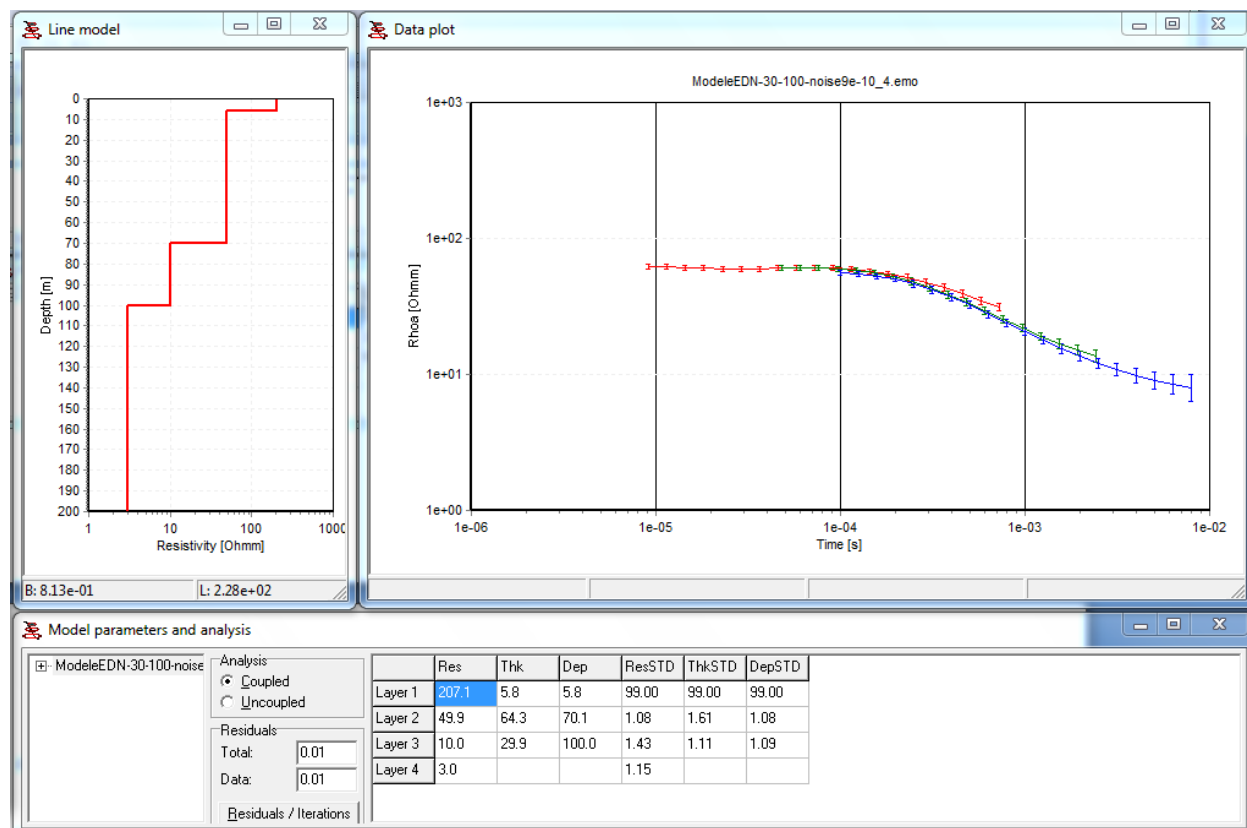 Line model
0
10
20
30
40
50
60
70
80
90
100
110
120
130
140
150
160
170
180
190
200
Depth [m]
1 10 100 1000
Resistivity [Ohmm]
B: 8.13e-01 L: 2.28e+02
Data plot
ModeleEDN-30-100-noise9e-10_4.emo
1e+03
1e+02
1e+01
1e+00
Rhoa [Ohmm]
1e-06 1e-05 1e-04 1e-03 1e-02
Time [s]
Model parameters and analysis
ModeleEDN-30-100-noise
Analysis
Coupled
Uncoupled
Residuals
Total: 0.01
Data: 0.01
Residuals / Iterations
Res Thk Dep ResSTD ThkSTD DepSTD
Layer 1 207.1 5.8 5.8 99.00 99.00 99.00
Layer 2 49.9 64.3 70.1 1.08 1.61 1.08
Layer 3 10.0 29.9 100.0 1.43 1.11 1.09
Layer 4 3.0 1.15